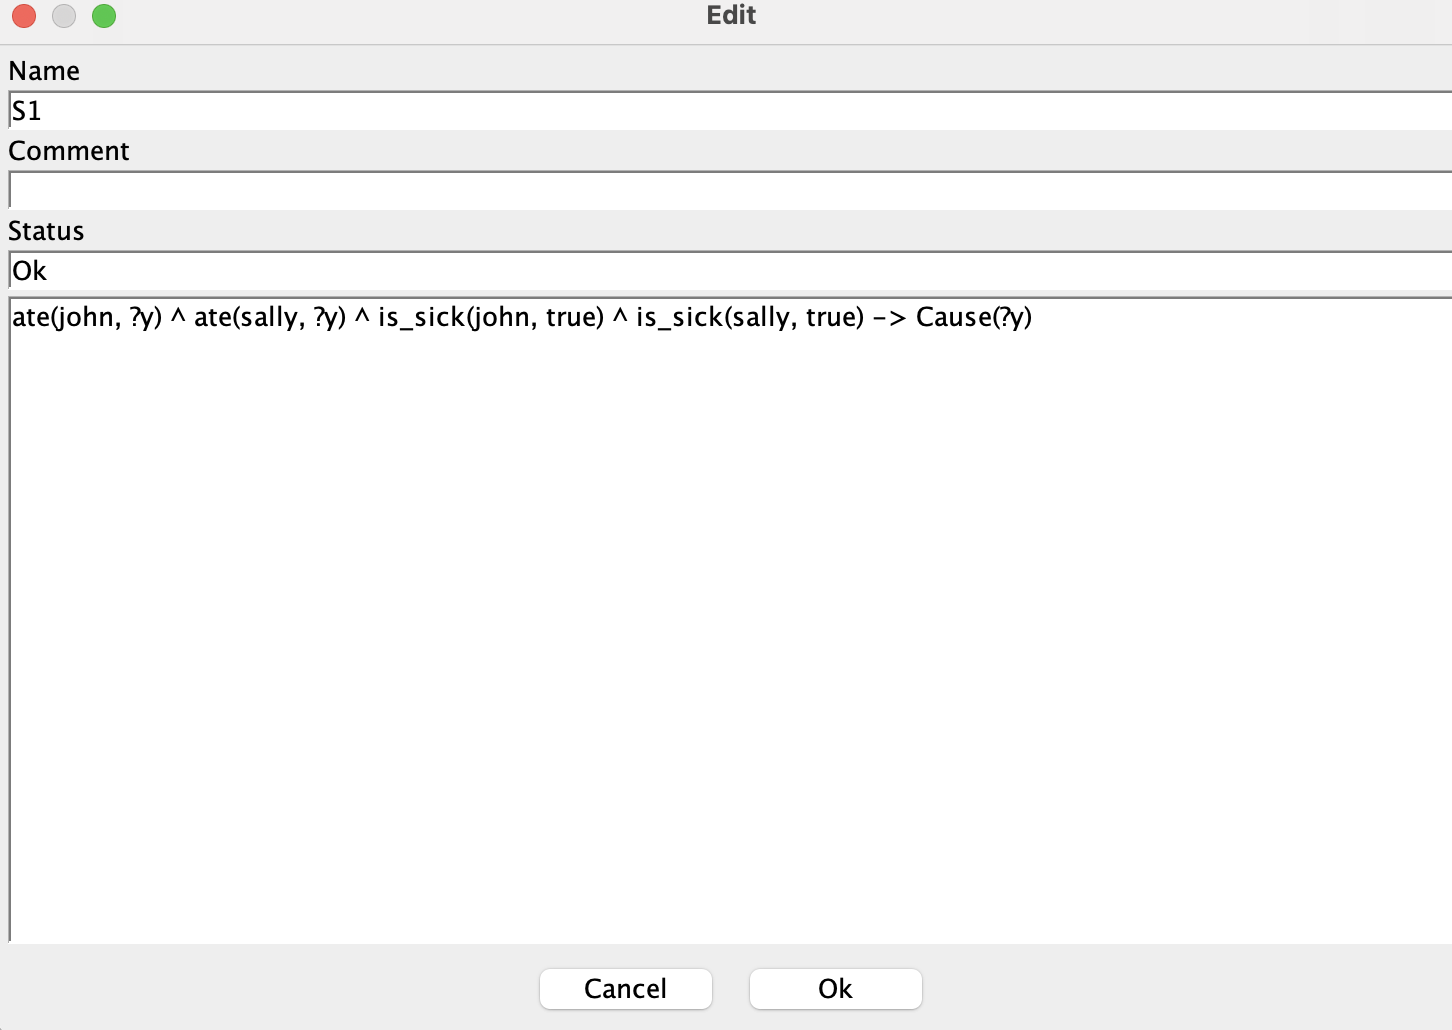 Edit
Name
S1
Comment
Status
Ok
ate(john, ?y) ^ ate(sally, ?y) ^ is_sick(john, true) ^ is_sick(sally, true) -> Cause(?y)
Cancel
Ok